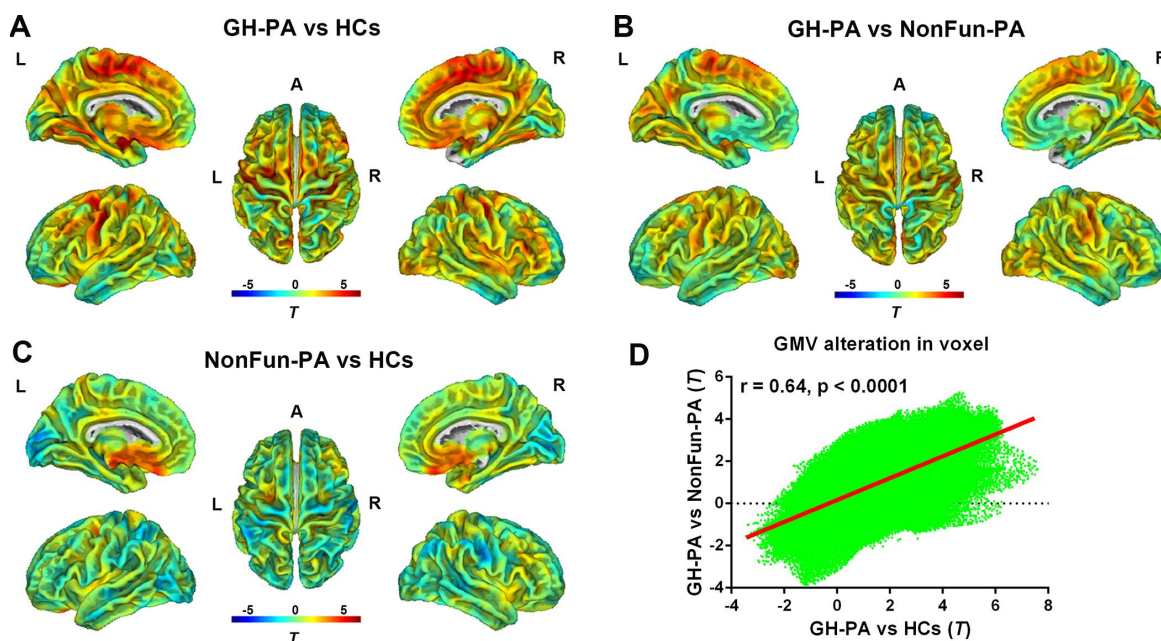 A
GH-PA vs HCs
L
R
A
L
R
-5 0 5
T
B
GH-PA vs NonFun-PA
L
R
A
L
R
-5 0 5
T
C
NonFun-PA vs HCs
L
R
A
L
R
-5 0 5
T
D
GMV alteration in voxel
r = 0.64, p < 0.0001
GH-PA vs NonFun-PA (T)
6
4
2
0
-2
-4
-4 -2 0 2 4 6 8
GH-PA vs HCs (T)